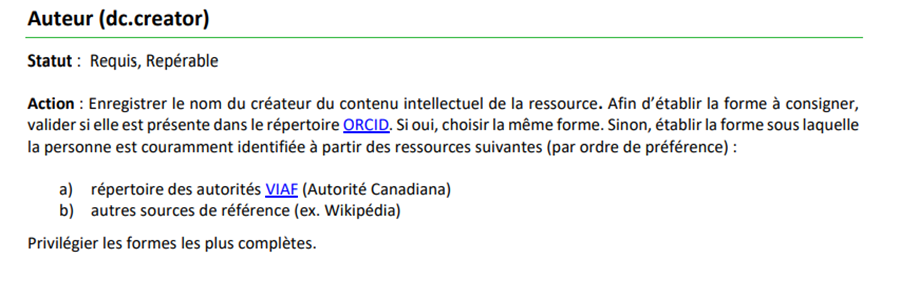 Auteur (dc.creator)
Statut : Requis, Repérable
Action : Enregistrer le nom du créateur du contenu intellectuel de la ressource. Afin d’établir la forme à consigner,
valider si elle est présente dans le répertoire ORCID. Si oui, choisir la même forme. Sinon, établir la forme sous laquelle
la personne est couramment identifiée à partir des ressources suivantes (par ordre de préférence) :
a) répertoire des autorités VIAF (Autorité Canadiana)
b) autres sources de référence (ex. Wikipédia)
Privilégier les formes les plus complètes.